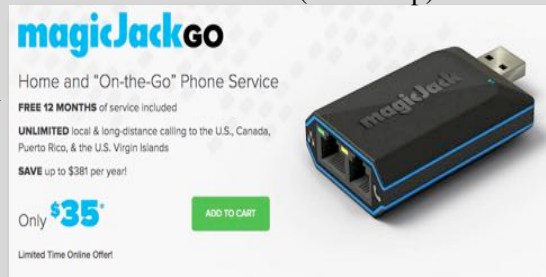 magicJackGO
Home and "On-the-Go" Phone Service
FREE 12 MONTHS of service included
UNLIMITED local & long-distance calling to the U.S., Canada,
Puerto Rico, & the U.S. Virgin Islands
SAVE up to $381 per year!
Only $35*
ADD TO CART
Limited Time Online Offer!
magicJack